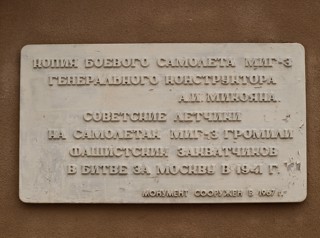 КОПИЯ БОЕВОГО САМОЛЕТА МИГ-3
ГЕНЕРАЛЬНОГО КОНСТРУКТОРА
А.И. МИКОЯНА.
СОВЕТСКИЕ ЛЕТЧИКИ
НА САМОЛЕТАХ МИГ-3 ГРОМИЛИ
ФАШИСТСКИХ ЗАХВАТЧИКОВ
В БИТВЕ ЗА МОСКВУ В 1941 Г.
МОНУМЕНТ СООРУЖЕН В 1967 г.